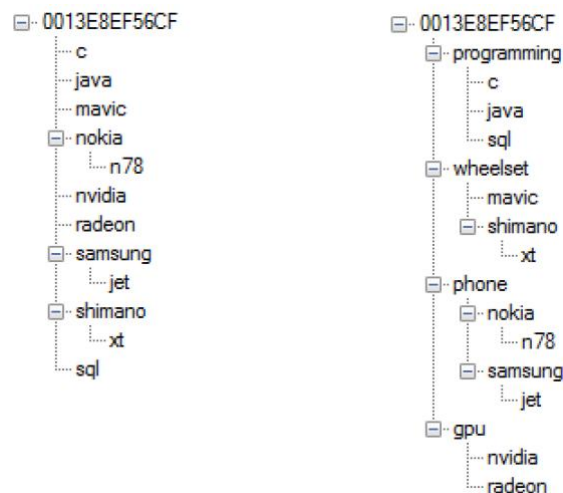 0013E8EF56CF
c
java
mavic
nokia
n78
nvidia
radeon
samsung
jet
shimano
xt
sql
0013E8EF56CF
programming
c
java
sql
wheelset
mavic
shimano
xt
phone
nokia
n78
samsung
jet
gpu
nvidia
radeon